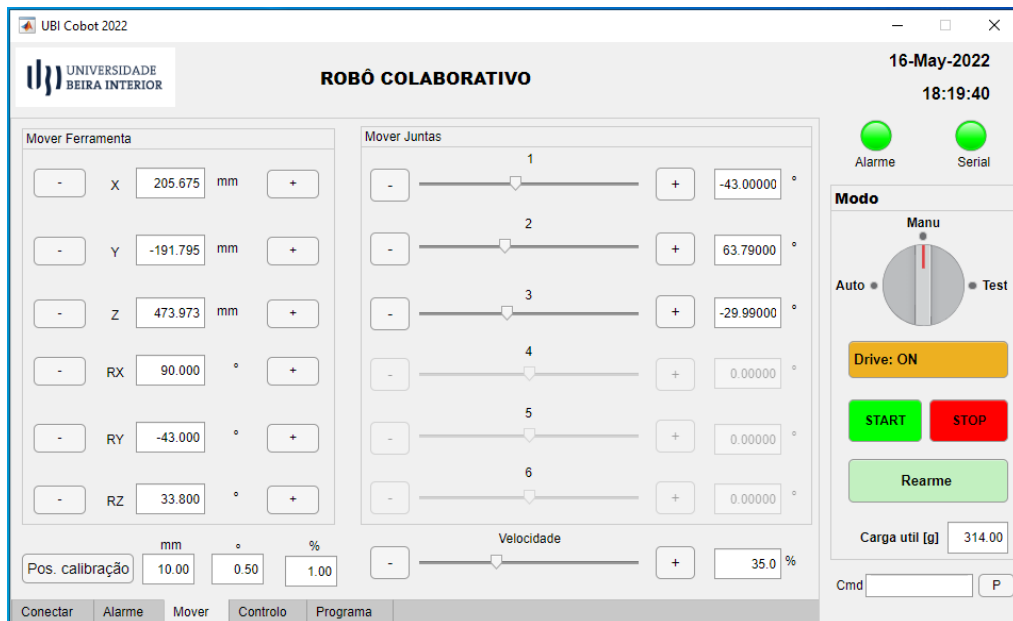 UBI Cobot 2022
UNIVERSIDADE
BEIRA INTERIOR
ROBÔ COLABORATIVO
16-May-2022
18:19:40
Alarme Serial
Mover Ferramenta
- X 205.675 mm +
- Y -191.795 mm +
- Z 473.973 mm +
- RX 90.000 ° +
- RY -43.000 ° +
- RZ 33.800 ° +
Mover Juntas
1
- + -43.00000 °
2
- + 63.79000 °
3
- + -29.99000 °
4
- + 0.00000 °
5
- + 0.00000 °
6
- + 0.00000 °
Modo
Manu
Auto Test
Drive: ON
START STOP
Rearme
Carga util [g] 314.00
mm ° %
Pos. calibração 10.00 0.50 1.00
Velocidade
- + 35.0 %
Cmd P
Conectar Alarme Mover Controlo Programa